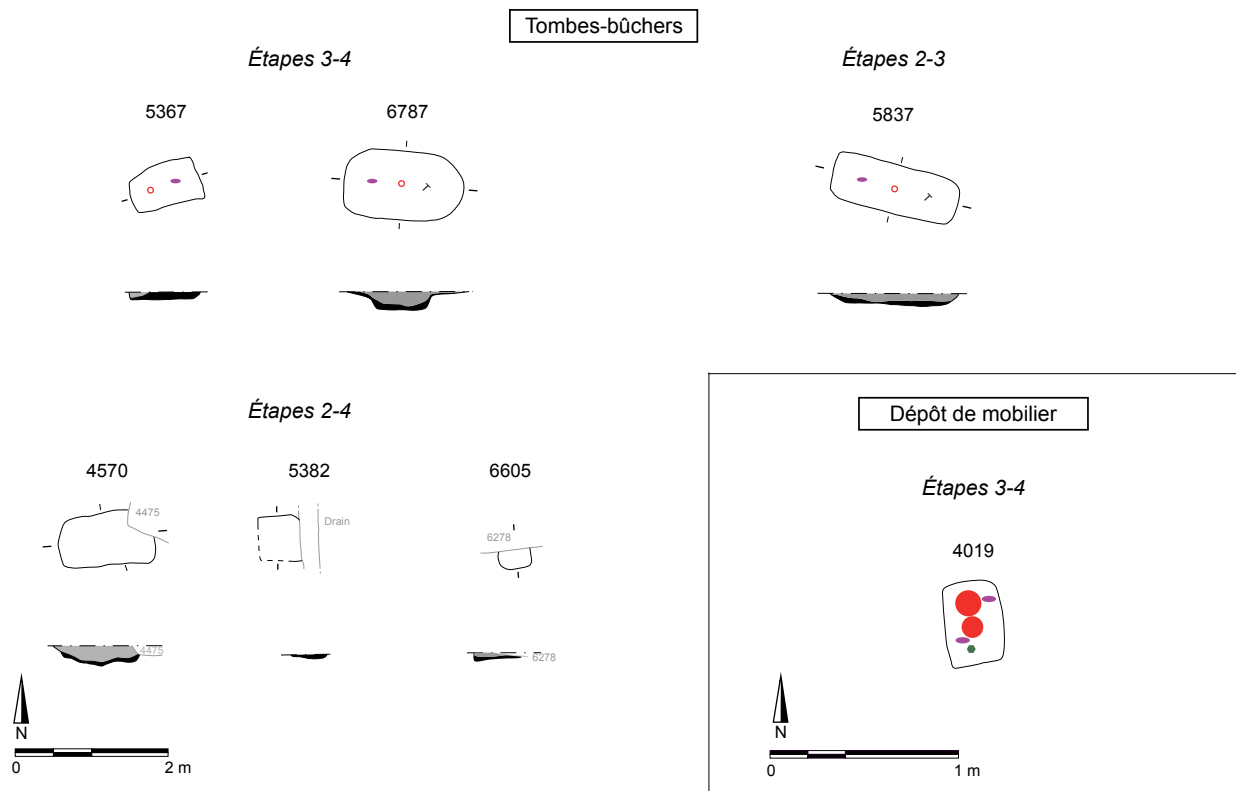 Tombes-bûchers
Étapes 3-4
Étapes 2-3
5367
6787
5837
T
T
Étapes 2-4
Dépôt de mobilier
4570
5382
6605
Étapes 3-4
4475
Drain
6278
4019
4475
6278
N
0 2 m
N
0 1 m